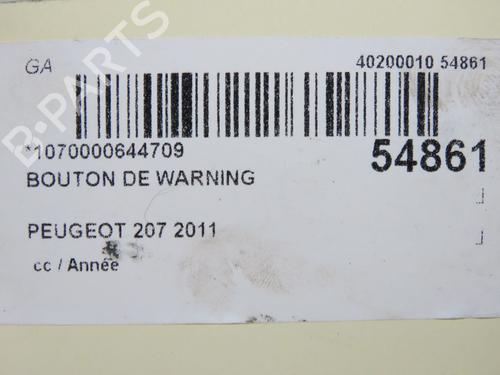 GA
40200010 54861
*1070000644709
54861
BOUTON DE WARNING
PEUGEOT 207 2011
cc / Année
B-PARTS